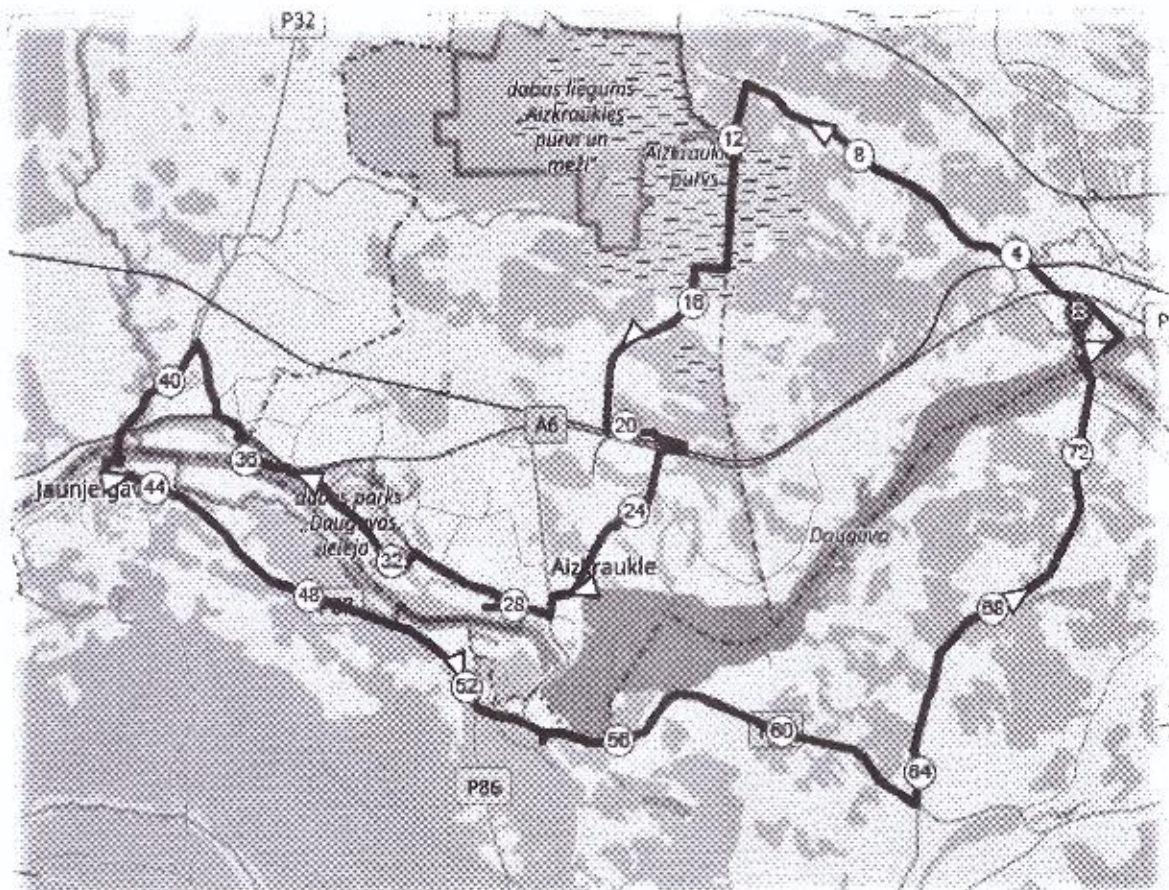 P32
dabas liegums
„Aizkraukles
purvi un
meži"
12
8
purvs
4
16
40
20
A6
36
72
Jaunjelgava
44
dabas parks
„Daugavas
ieleja
24
Daugava
32
Aizkraukle
28
48
68
52
56
60
64
P86